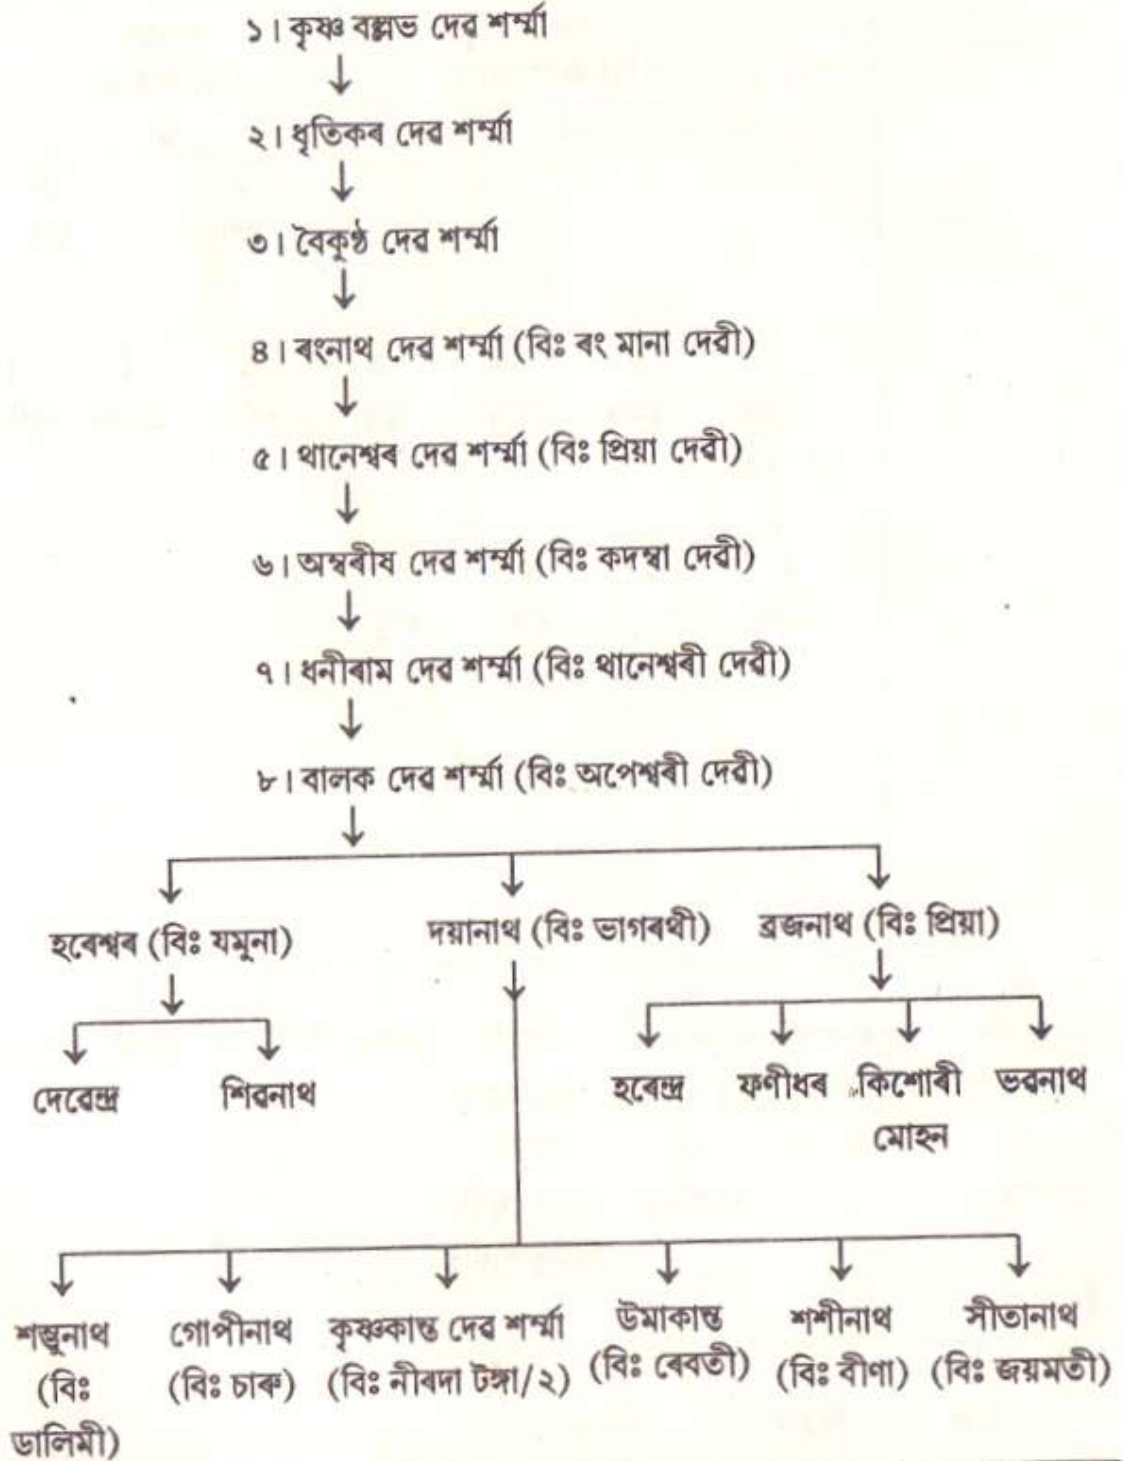 ১। কৃষ্ণ বল্লভ দেৱ শৰ্ম্মা
২। ধৃতিকৰ দেৱ শৰ্ম্মা
৩। বৈকুণ্ঠ দেৱ শৰ্ম্মা
৪। ৰংনাথ দেৱ শৰ্ম্মা (বিঃ ৰং মানা দেৱী)
৫। থানেশ্বৰ দেৱ শৰ্ম্মা (বিঃ প্ৰিয়া দেৱী)
৬। অম্বৰীষ দেৱ শৰ্ম্মা (বিঃ কদম্বা দেৱী)
৭। ধনীৰাম দেৱ শৰ্ম্মা (বিঃ থানেশ্বৰী দেৱী)
৮। বালক দেৱ শৰ্ম্মা (বিঃ অপেশ্বৰী দেৱী)
হৰেশ্বৰ (বিঃ যমূনা) দয়ানাথ (বিঃ ভাগৰথী) ব্ৰজনাথ (বিঃ প্ৰিয়া)
দেৱেন্দ্ৰ শিৱনাথ হৰেন্দ্ৰ ফণীধৰ কিশোৰী ভৱনাথ
মোহন
শম্ভূনাথ গোপীনাথ কৃষ্ণকান্ত দেৱ শৰ্ম্মা উমাকান্ত শশীনাথ সীতানাথ
(বিঃ (বিঃ চাৰু) (বিঃ নীৰদা টঙ্গা/২) (বিঃ ৰেবতী) (বিঃ বীণা) (বিঃ জয়মতী)
ডালিমী)